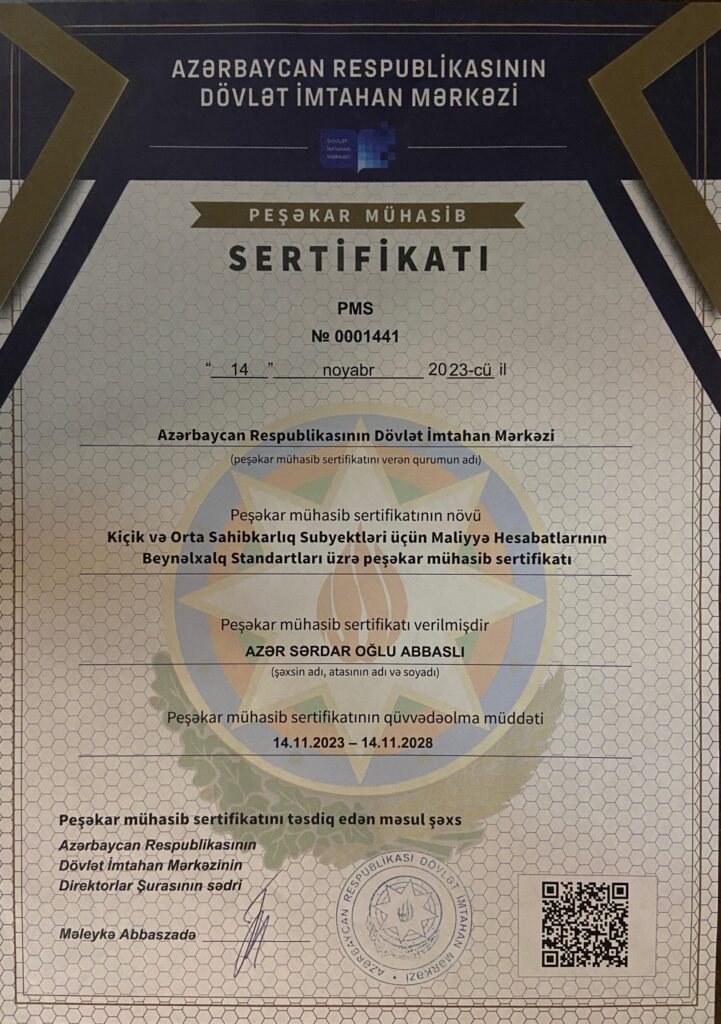 AZƏRBAYCAN RESPUBLİKASININ
DÖVLƏT İMTAHAN MƏRKƏZİ
DÖVLƏT
İMTAHAN
MƏRKƏZİ
PEŞƏKAR MÜHASİB
SERTİFİKATI
PMS
№ 0001441
“ 14 ” noyabr 2023-cü il
Azərbaycan Respublikasının Dövlət İmtahan Mərkəzi
(peşəkar mühasib sertifikatını verən qurumun adı)
Peşəkar mühasib sertifikatının növü
Kiçik və Orta Sahibkarlıq Subyektləri üçün Maliyyə Hesabatlarının
Beynəlxalq Standartları üzrə peşəkar mühasib sertifikatı
Peşəkar mühasib sertifikatı verilmişdir
AZƏR SƏRDAR OĞLU ABBASLI
(şəxsin adı, atasının adı və soyadı)
Peşəkar mühasib sertifikatının qüvvədəolma müddəti
14.11.2023 – 14.11.2028
Peşəkar mühasib sertifikatını təsdiq edən məsul şəxs
Azərbaycan Respublikasının
Dövlət İmtahan Mərkəzinin
Direktorlar Şurasının sədri
Məleykə Abbaszadə
AZƏRBAYCAN RESPUBLİKASI DÖVLƏT İMTAHAN MƏRKƏZİ